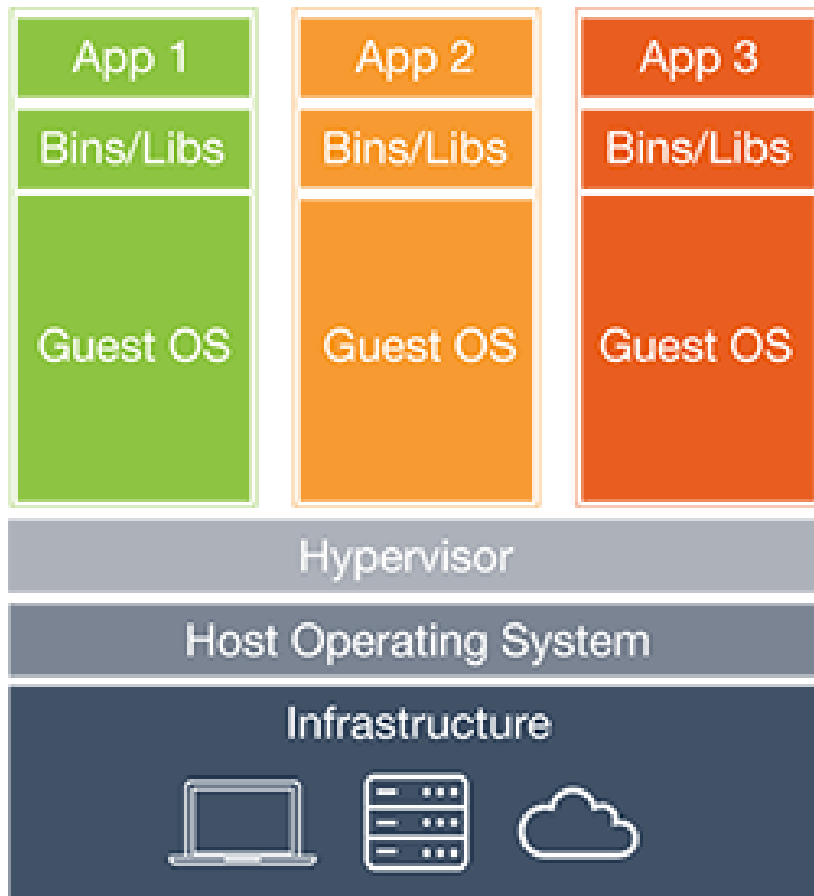 App 1
App 2
App 3
Bins/Libs
Bins/Libs
Bins/Libs
Guest OS
Guest OS
Guest OS
Hypervisor
Host Operating System
Infrastructure